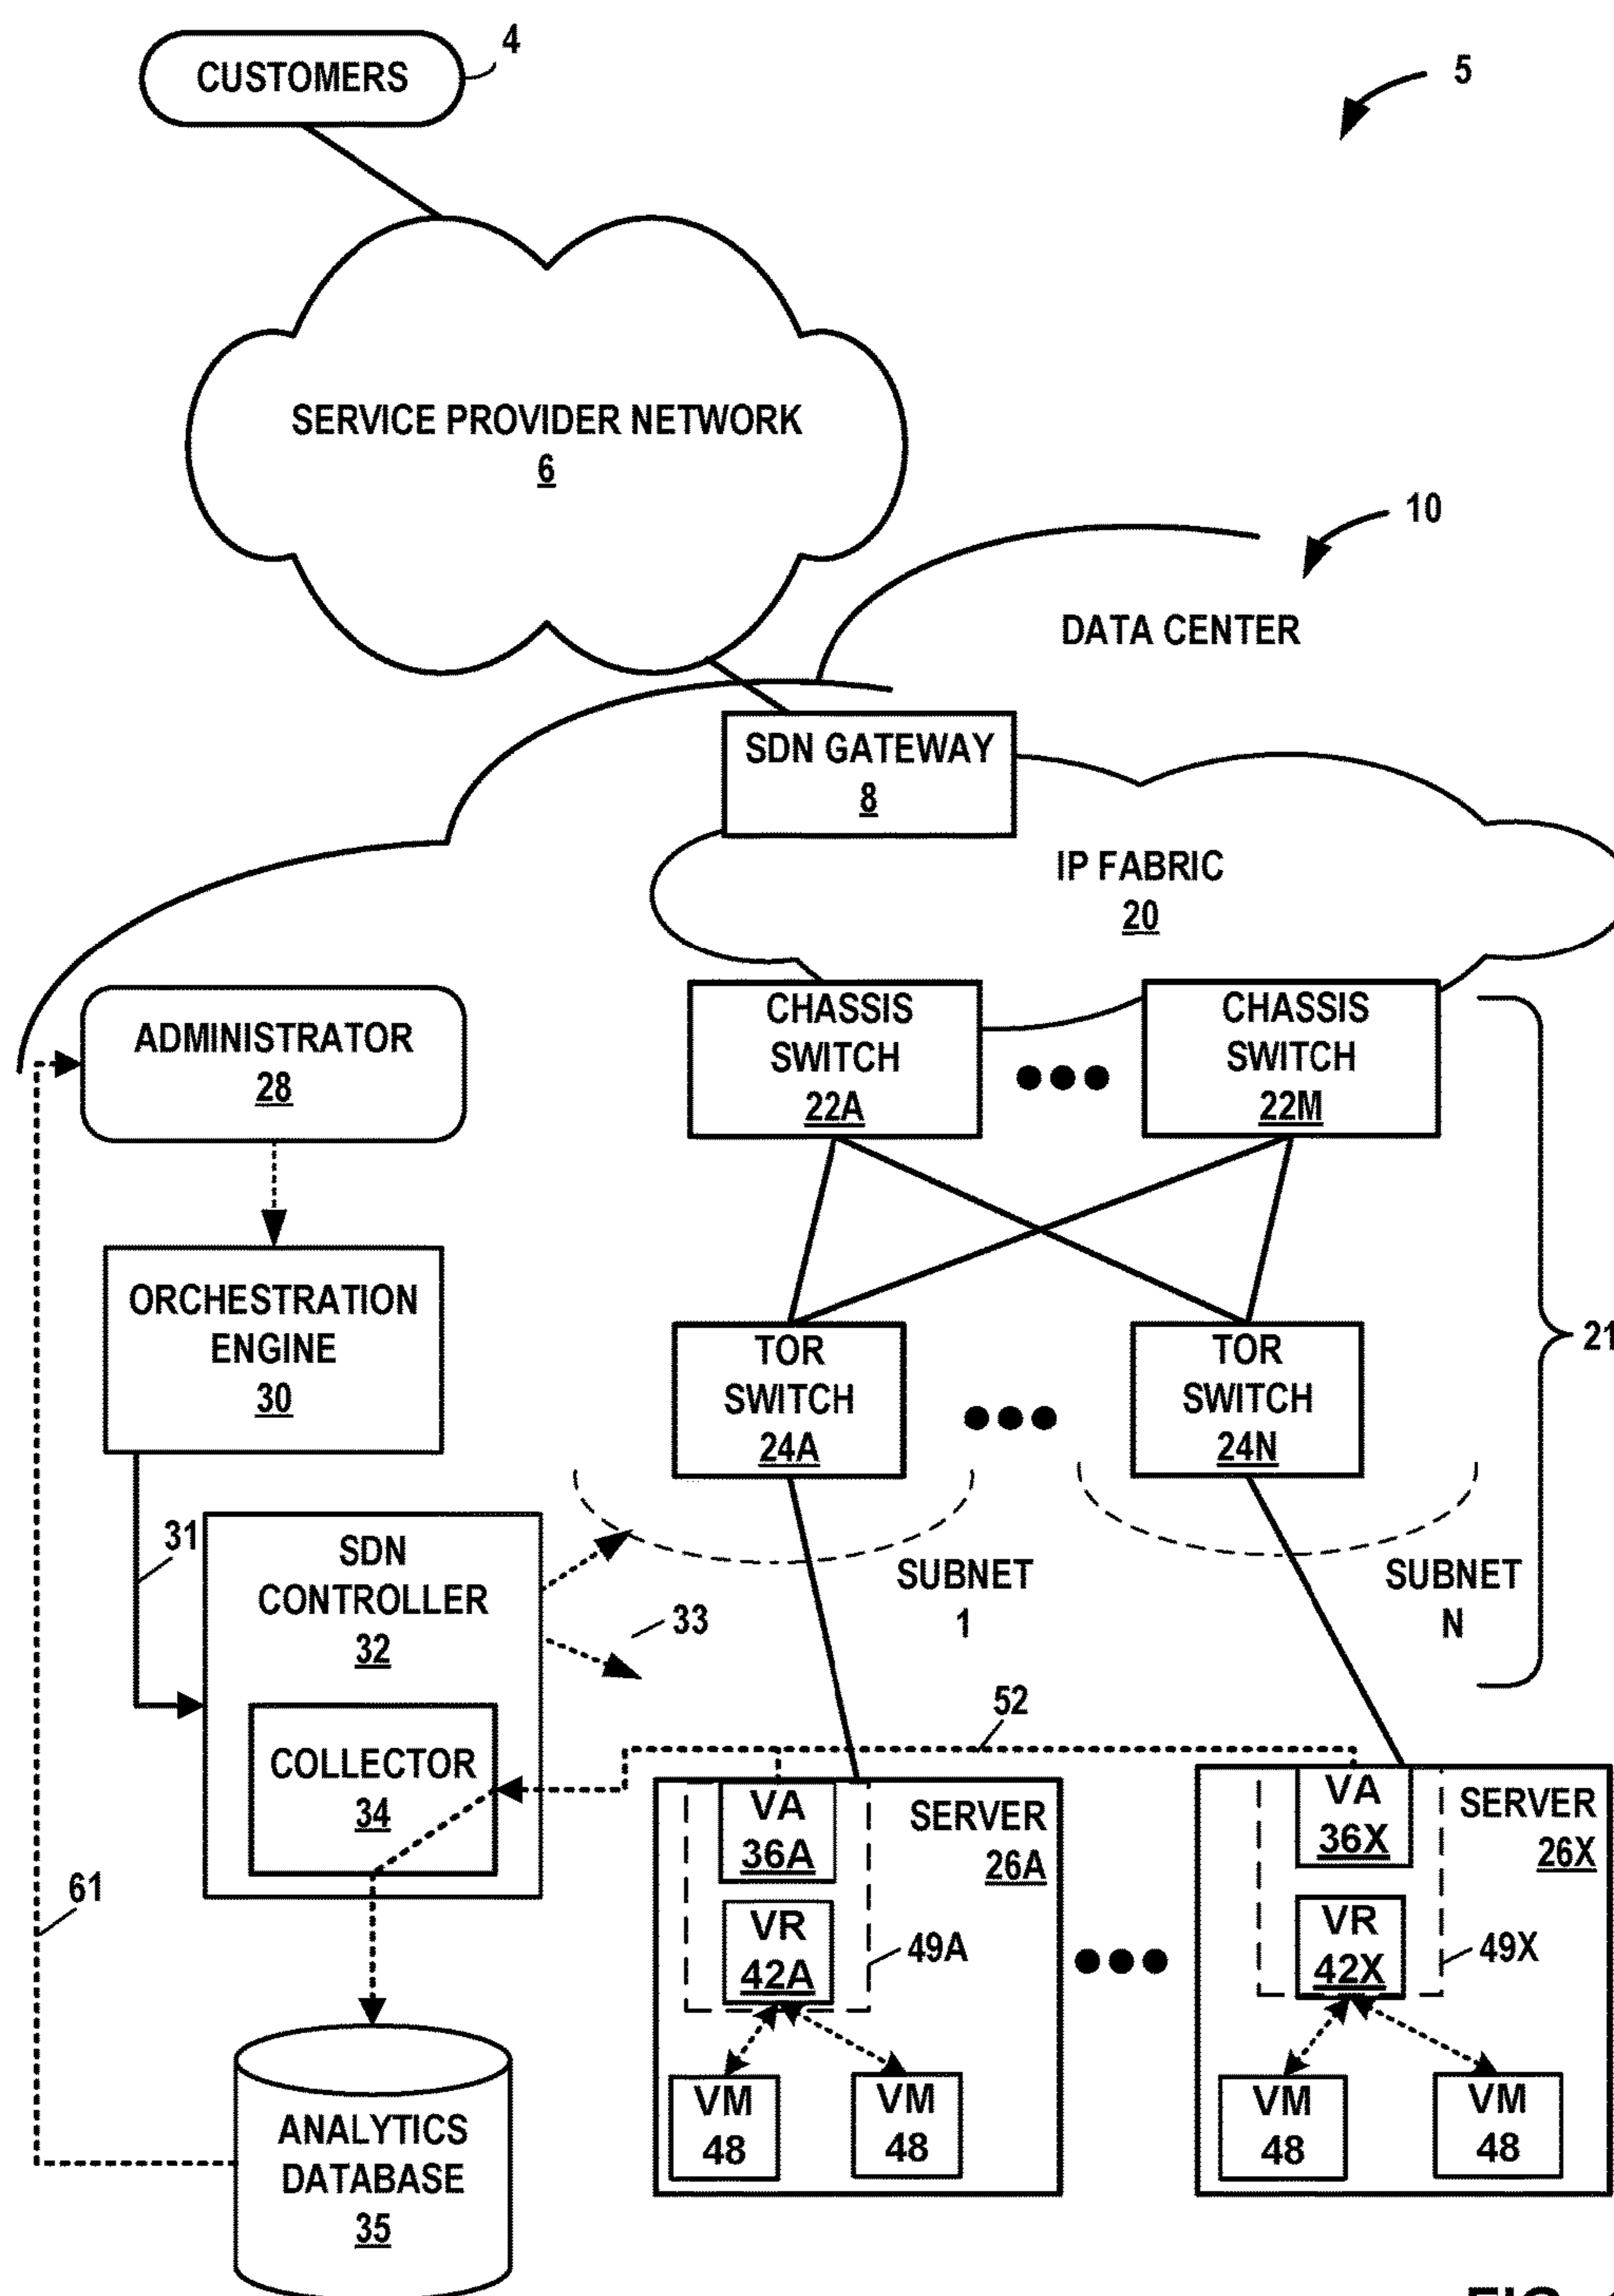 CUSTOMERS
4
5
SERVICE PROVIDER NETWORK
6
10
DATA CENTER
SDN GATEWAY
8
IP FABRIC
20
ADMINISTRATOR
28
CHASSIS
SWITCH
22A
CHASSIS
SWITCH
22M
ORCHESTRATION
ENGINE
30
TOR
SWITCH
24A
TOR
SWITCH
24N
21
31
SDN
CONTROLLER
32
33
SUBNET
1
SUBNET
N
52
COLLECTOR
34
VA
36A
SERVER
26A
VR
42A
49A
VM
48
VM
48
VA
36X
SERVER
26X
VR
42X
49X
VM
48
VM
48
61
ANALYTICS
DATABASE
35